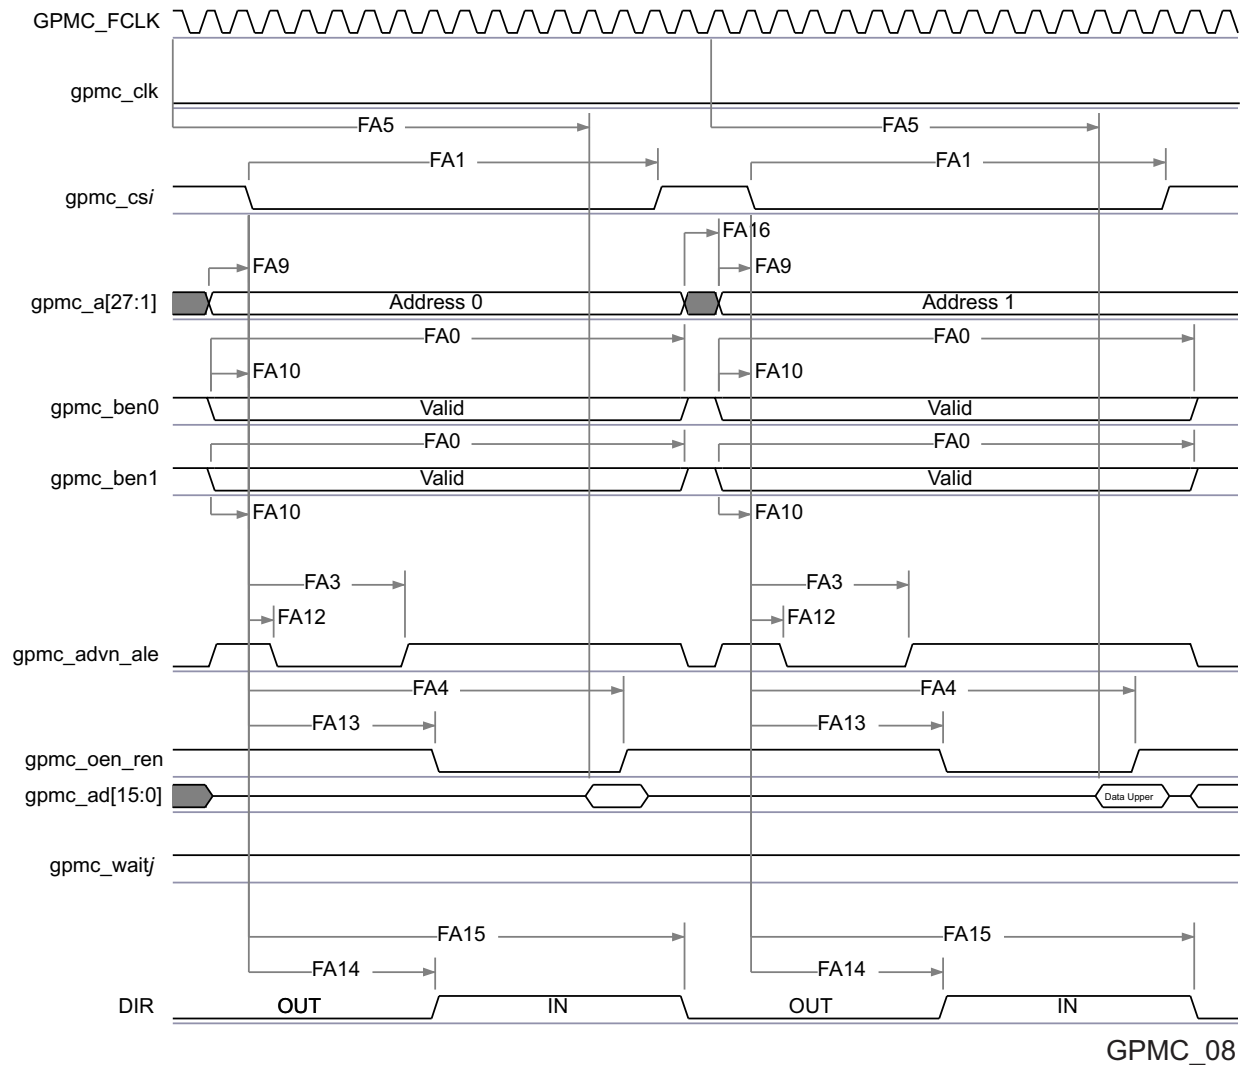 GPMC_FCLK
gpmc_clk
FA5 FA5
FA1 FA1
gpmc_csi
FA16
FA9 FA9
gpmc_a[27:1] Address 0 Address 1
FA0 FA0
FA10 FA10
gpmc_ben0 Valid Valid
FA0 FA0
gpmc_ben1 Valid Valid
FA10 FA10
FA3 FA3
FA12 FA12
gpmc_advn_ale
FA4 FA4
FA13 FA13
gpmc_oen_ren
gpmc_ad[15:0] Data Upper
gpmc_waitj
FA15 FA15
FA14 FA14
DIR OUT IN OUT IN
GPMC_08